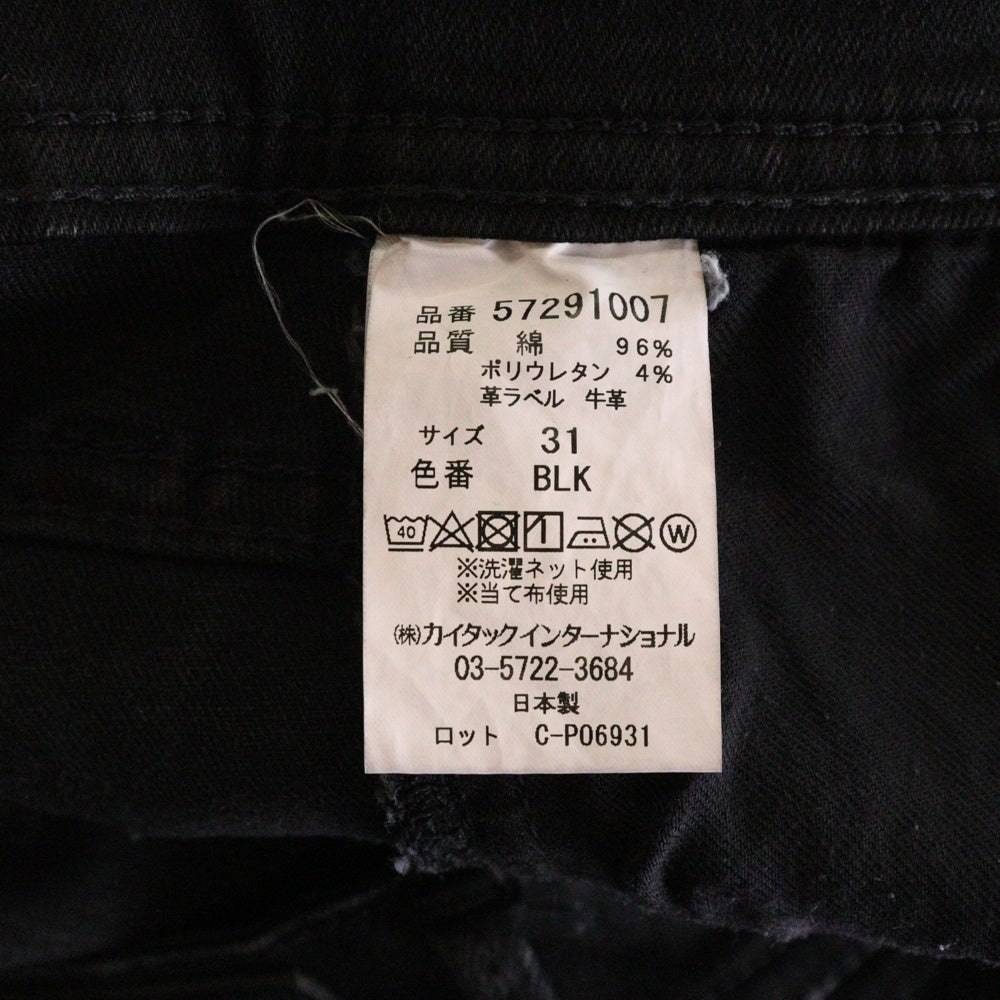 品番 57291007
品質 綿 96%
ポリウレタン 4%
革ラベル 牛革
サイズ 31
色番 BLK
40 W
※洗濯ネット使用
※当て布使用
(株)カイタックインターナショナル
03-5722-3684
日本製
ロット C-P06931